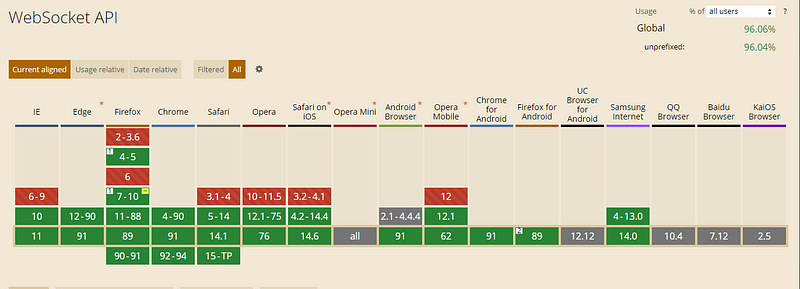 WebSocket API
Usage % of all users ?
Global 96.06%
unprefixed: 96.04%
Current aligned Usage relative Date relative Filtered All
IE Edge * Firefox Chrome Safari Opera Safari on iOS * Opera Mini * Android Browser * Opera Mobile * Chrome for Android Firefox for Android UC Browser for Android Samsung Internet QQ Browser Baidu Browser KaiOS Browser
2-3.6
1 4-5
6
6-9 1 7-10 3.1-4 10-11.5 3.2-4.1 12
10 12-90 11-88 4-90 5-14 12.1-75 4.2-14.4 2.1-4.4.4 12.1 4-13.0
11 91 89 91 14.1 76 14.6 all 91 62 91 2 89 12.12 14.0 10.4 7.12 2.5
90-91 92-94 15-TP